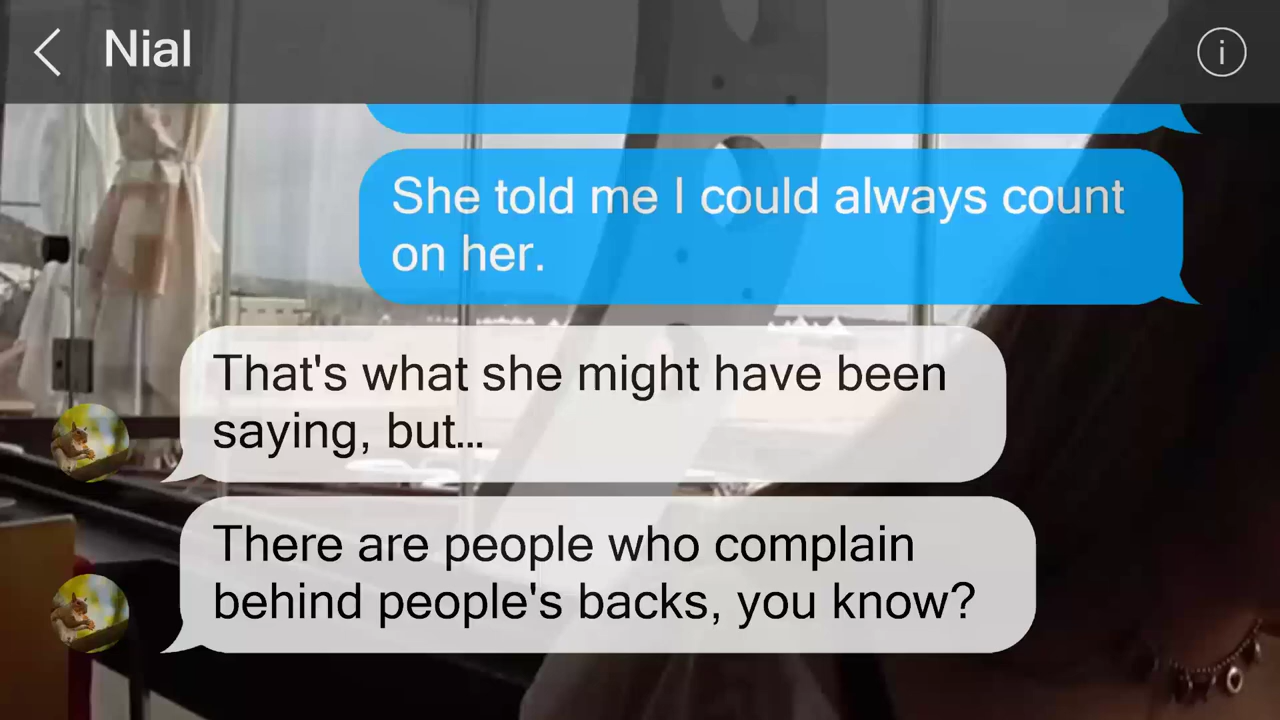 Nial
i
She told me I could always count
on her.
That's what she might have been
saying, but...
There are people who complain
behind people's backs, you know?